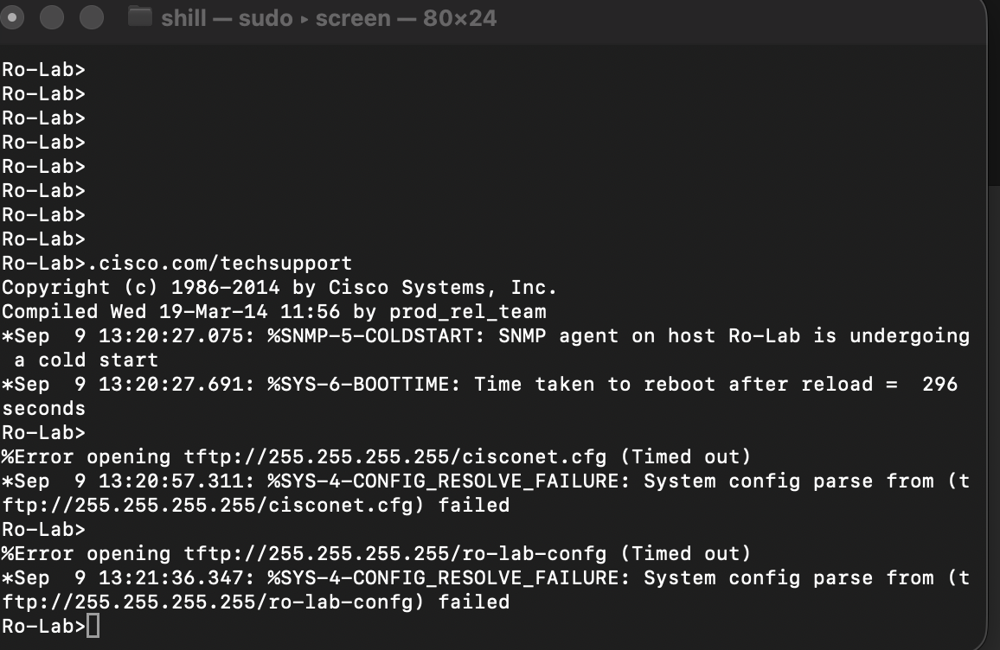 shill — sudo ▸ screen — 80×24
Ro-Lab>
Ro-Lab>
Ro-Lab>
Ro-Lab>
Ro-Lab>
Ro-Lab>
Ro-Lab>
Ro-Lab>
Ro-Lab>.cisco.com/techsupport
Copyright (c) 1986-2014 by Cisco Systems, Inc.
Compiled Wed 19-Mar-14 11:56 by prod_rel_team
*Sep  9 13:20:27.075: %SNMP-5-COLDSTART: SNMP agent on host Ro-Lab is undergoing
 a cold start
*Sep  9 13:20:27.691: %SYS-6-BOOTTIME: Time taken to reboot after reload =  296
seconds
Ro-Lab>
%Error opening tftp://255.255.255.255/cisconet.cfg (Timed out)
*Sep  9 13:20:57.311: %SYS-4-CONFIG_RESOLVE_FAILURE: System config parse from (t
ftp://255.255.255.255/cisconet.cfg) failed
Ro-Lab>
%Error opening tftp://255.255.255.255/ro-lab-confg (Timed out)
*Sep  9 13:21:36.347: %SYS-4-CONFIG_RESOLVE_FAILURE: System config parse from (t
ftp://255.255.255.255/ro-lab-confg) failed
Ro-Lab>